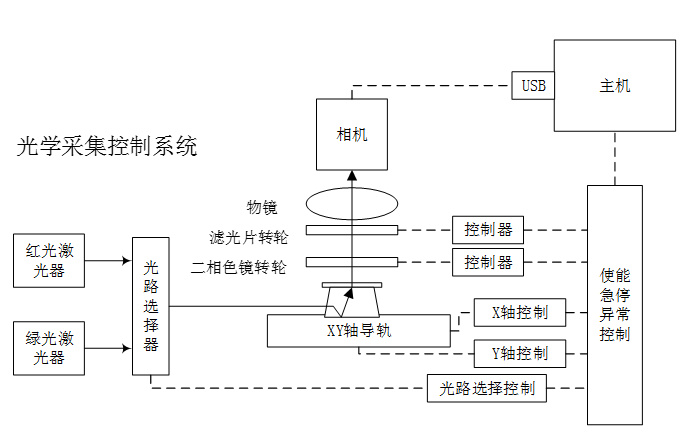 USB
主机
相机
光学采集控制系统
物镜
滤光片转轮
控制器
红光激
光器
二相色镜转轮
控制器
光
路
选
择
器
使能
急停
异常
控制
X轴控制
XY轴导轨
绿光激
光器
Y轴控制
光路选择控制